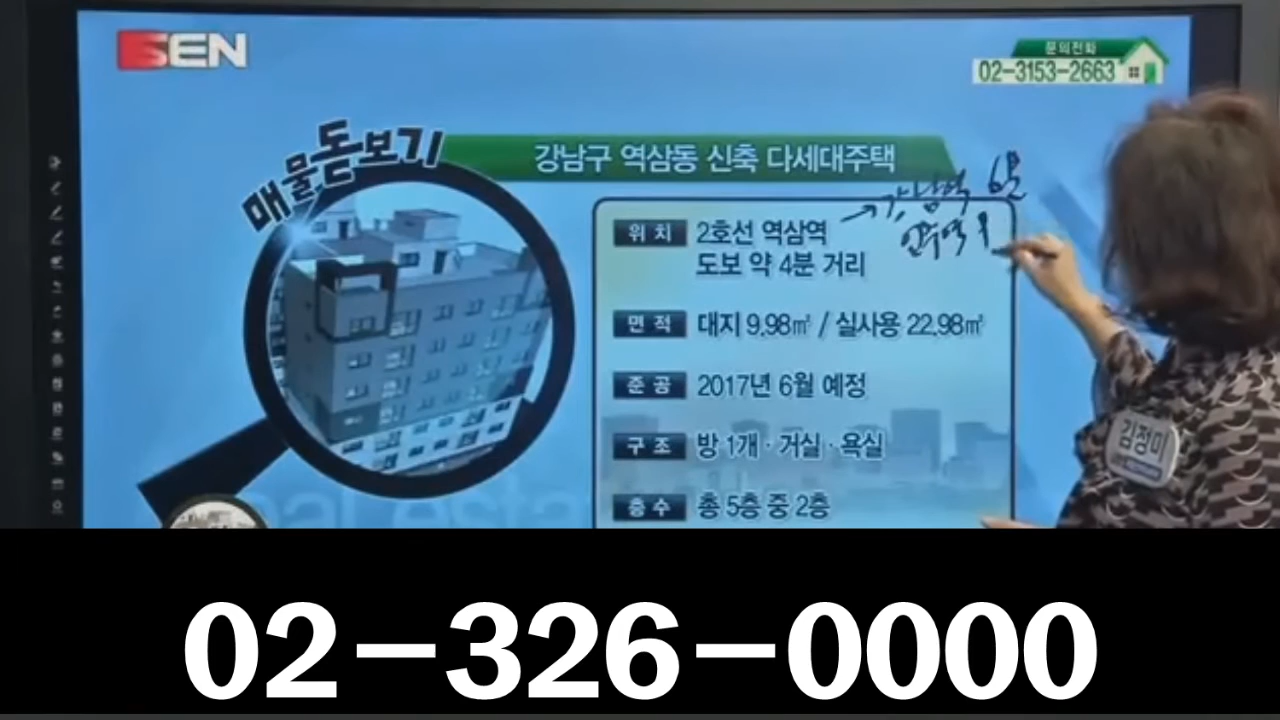 SEN
문의전화
02-3153-2663
매물돋보기
강남구 역삼동 신축 다세대주택
강남역
위치 2호선 역삼역
도보 약 4분 거리
면적 대지 9.98㎡ / 실사용 22.98㎡
준공 2017년 6월 예정
구조 방 1개 · 거실 · 욕실
층수 총 5층 중 2층
김정미
02-326-0000